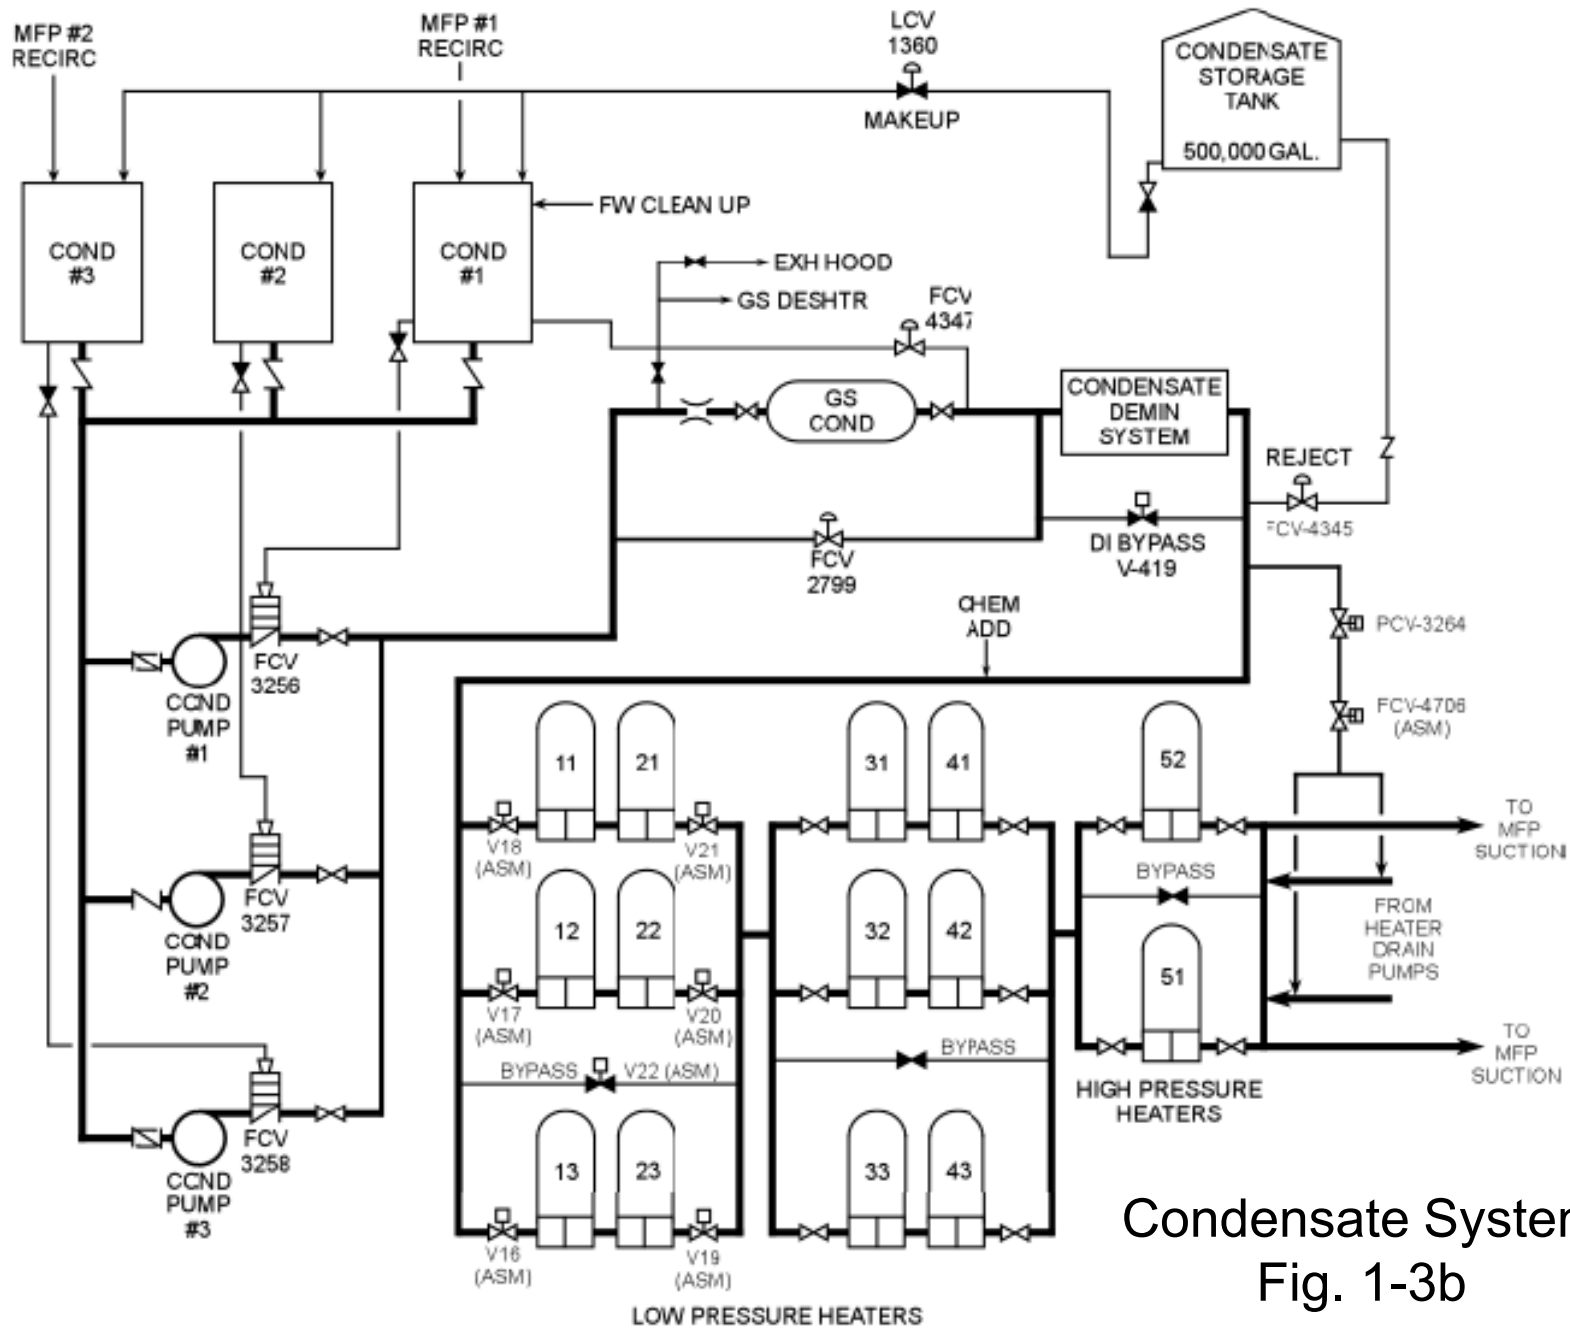 MFP #2
RECIRC
MFP #1
RECIRC
LCV
1360
MAKEUP
CONDENSATE
STORAGE
TANK
500,000 GAL.
COND
#3
COND
#2
COND
#1
FW CLEAN UP
EXH HOOD
GS DESHTR
FCV
4347
GS
COND
CONDENSATE
DEMIN
SYSTEM
REJECT
FCV-4345
FCV
2799
DI BYPASS
V-419
CHEM
ADD
PCV-3264
FCV-4706
(ASM)
FCV
3256
COND
PUMP
#1
FCV
3257
COND
PUMP
#2
FCV
3258
COND
PUMP
#3
11
21
31
41
52
V18
(ASM)
V21
(ASM)
TO
MFP
SUCTION
BYPASS
12
22
32
42
51
FROM
HEATER
DRAIN
PUMPS
V17
(ASM)
V20
(ASM)
BYPASS
V22 (ASM)
BYPASS
TO
MFP
SUCTION
HIGH PRESSURE
HEATERS
13
23
33
43
V16
(ASM)
V19
(ASM)
LOW PRESSURE HEATERS
Condensate System
Fig. 1-3b